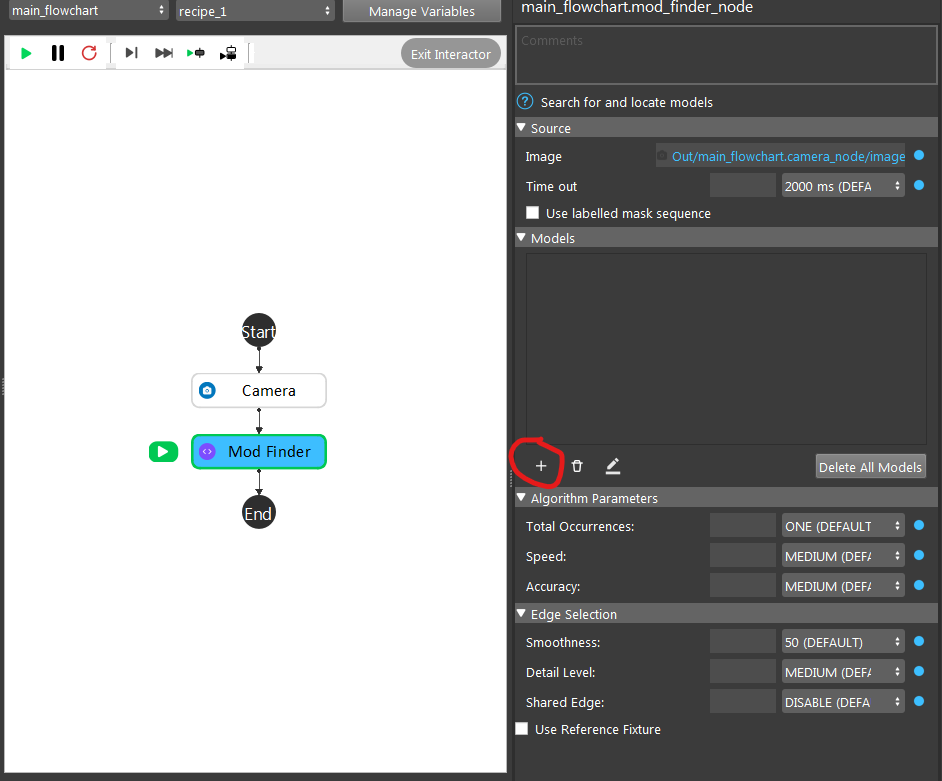 main_flowchart
recipe_1
Manage Variables
main_flowchart.mod_finder_node
Exit Interactor
Comments
? Search for and locate models
Source
Image Out/main_flowchart.camera_node/image
Time out 2000 ms (DEFA
Use labelled mask sequence
Models
Start
Camera
Mod Finder
End
Delete All Models
Algorithm Parameters
Total Occurrences: ONE (DEFAULT
Speed: MEDIUM (DEFA
Accuracy: MEDIUM (DEFA
Edge Selection
Smoothness: 50 (DEFAULT)
Detail Level: MEDIUM (DEFA
Shared Edge: DISABLE (DEFA
Use Reference Fixture